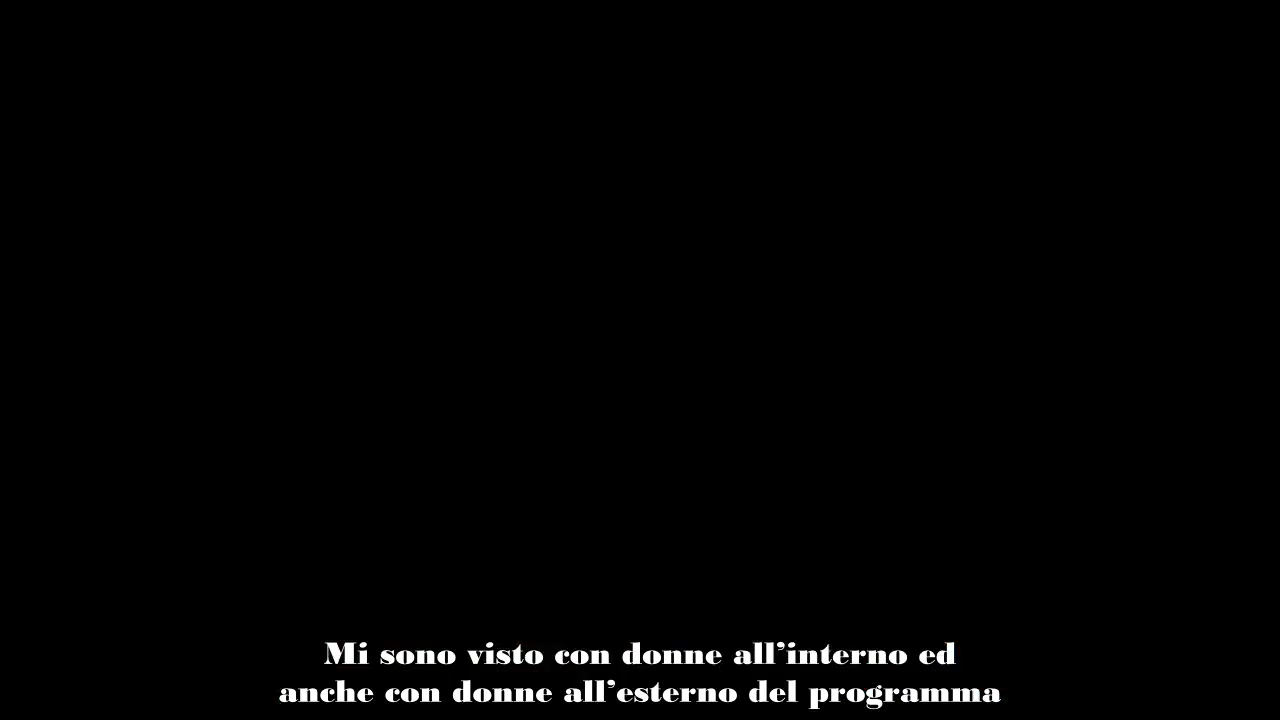 Mi sono visto con donne all’interno ed
anche con donne all’esterno del programma